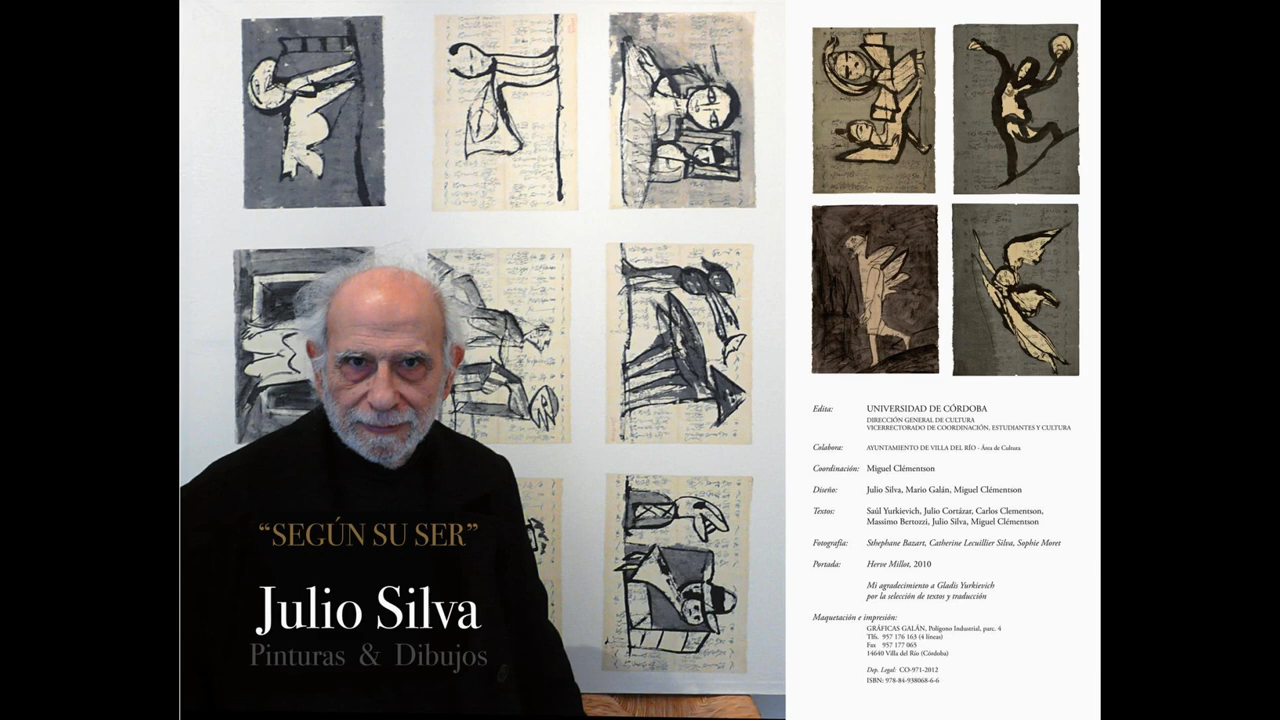 “SEGÚN SU SER”
Julio Silva
Pinturas & Dibujos
Edita: UNIVERSIDAD DE CÓRDOBA
DIRECCIÓN GENERAL DE CULTURA
VICERRECTORADO DE COORDINACIÓN, ESTUDIANTES Y CULTURA
Colabora: AYUNTAMIENTO DE VILLA DEL RÍO - Área de Cultura
Coordinación: Miguel Clémentson
Diseño: Julio Silva, Mario Galán, Miguel Clémentson
Textos: Saúl Yurkievich, Julio Cortázar, Carlos Clementson,
Massimo Bertozzi, Julio Silva, Miguel Clémentson
Fotografía: Sthephane Bazart, Catherine Lecuillier Silva, Sophie Moret
Portada: Herve Millot, 2010
Mi agradecimiento a Gladis Yurkievich
por la selección de textos y traducción
Maquetación e impresión:
GRÁFICAS GALÁN, Polígono Industrial, parc. 4
Tlfs. 957 176 163 (4 líneas)
Fax 957 177 065
14640 Villa del Río (Córdoba)
Dep. Legal: CO-971-2012
ISBN: 978-84-938068-6-6